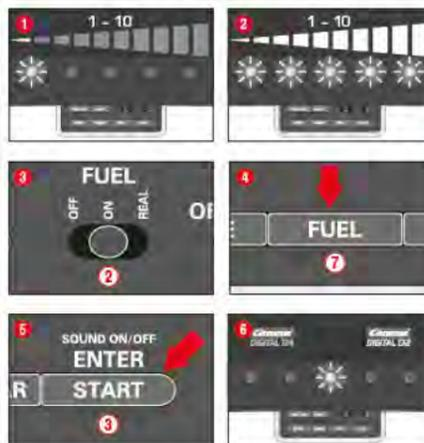 1
1 - 10
2
1 - 10
3
FUEL
OFF
ON
REAL
OF
2
4
FUEL
7
5
SOUND ON/OFF
ENTER
AR
START
3
6
Carrera
DIGITAL 124
Carrera
DIGITAL 132